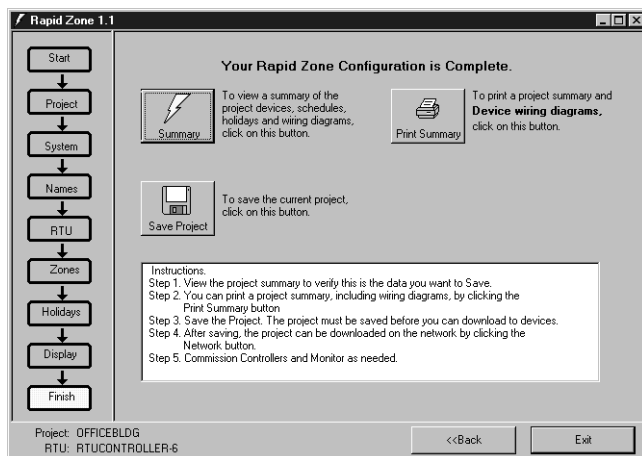 Rapid Zone 1.1
Start
Project
System
Names
RTU
Zones
Holidays
Display
Finish
Your Rapid Zone Configuration is Complete.
Summary
To view a summary of the
project devices, schedules,
holidays and wiring diagrams,
click on this button.
Print Summary
To print a project summary and
Device wiring diagrams,
click on this button.
Save Project
To save the current project,
click on this button.
Instructions.
Step 1. View the project summary to verify this is the data you want to Save.
Step 2. You can print a project summary, including wiring diagrams, by clicking the
Print Summary button
Step 3. Save the Project. The project must be saved before you can download to devices.
Step 4. After saving, the project can be downloaded on the network by clicking the
Network button.
Step 5. Commission Controllers and Monitor as needed.
Project: OFFICEBLDG
RTU: RTUCONTROLLER-6
<<Back
Exit